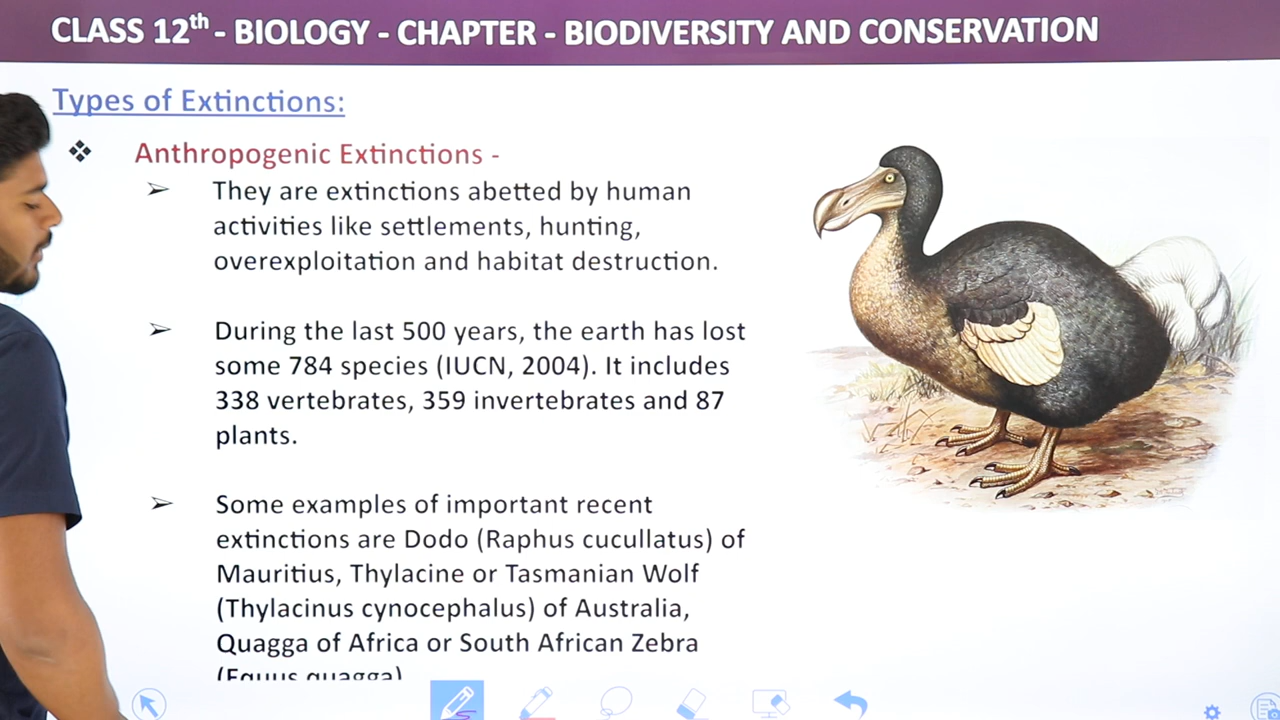 CLASS 12th - BIOLOGY - CHAPTER - BIODIVERSITY AND CONSERVATION
Types of Extinctions:
❖ Anthropogenic Extinctions -
➢ They are extinctions abetted by human
activities like settlements, hunting,
overexploitation and habitat destruction.
➢ During the last 500 years, the earth has lost
some 784 species (IUCN, 2004). It includes
338 vertebrates, 359 invertebrates and 87
plants.
➢ Some examples of important recent
extinctions are Dodo (Raphus cucullatus) of
Mauritius, Thylacine or Tasmanian Wolf
(Thylacinus cynocephalus) of Australia,
Quagga of Africa or South African Zebra
(Equus quagga)